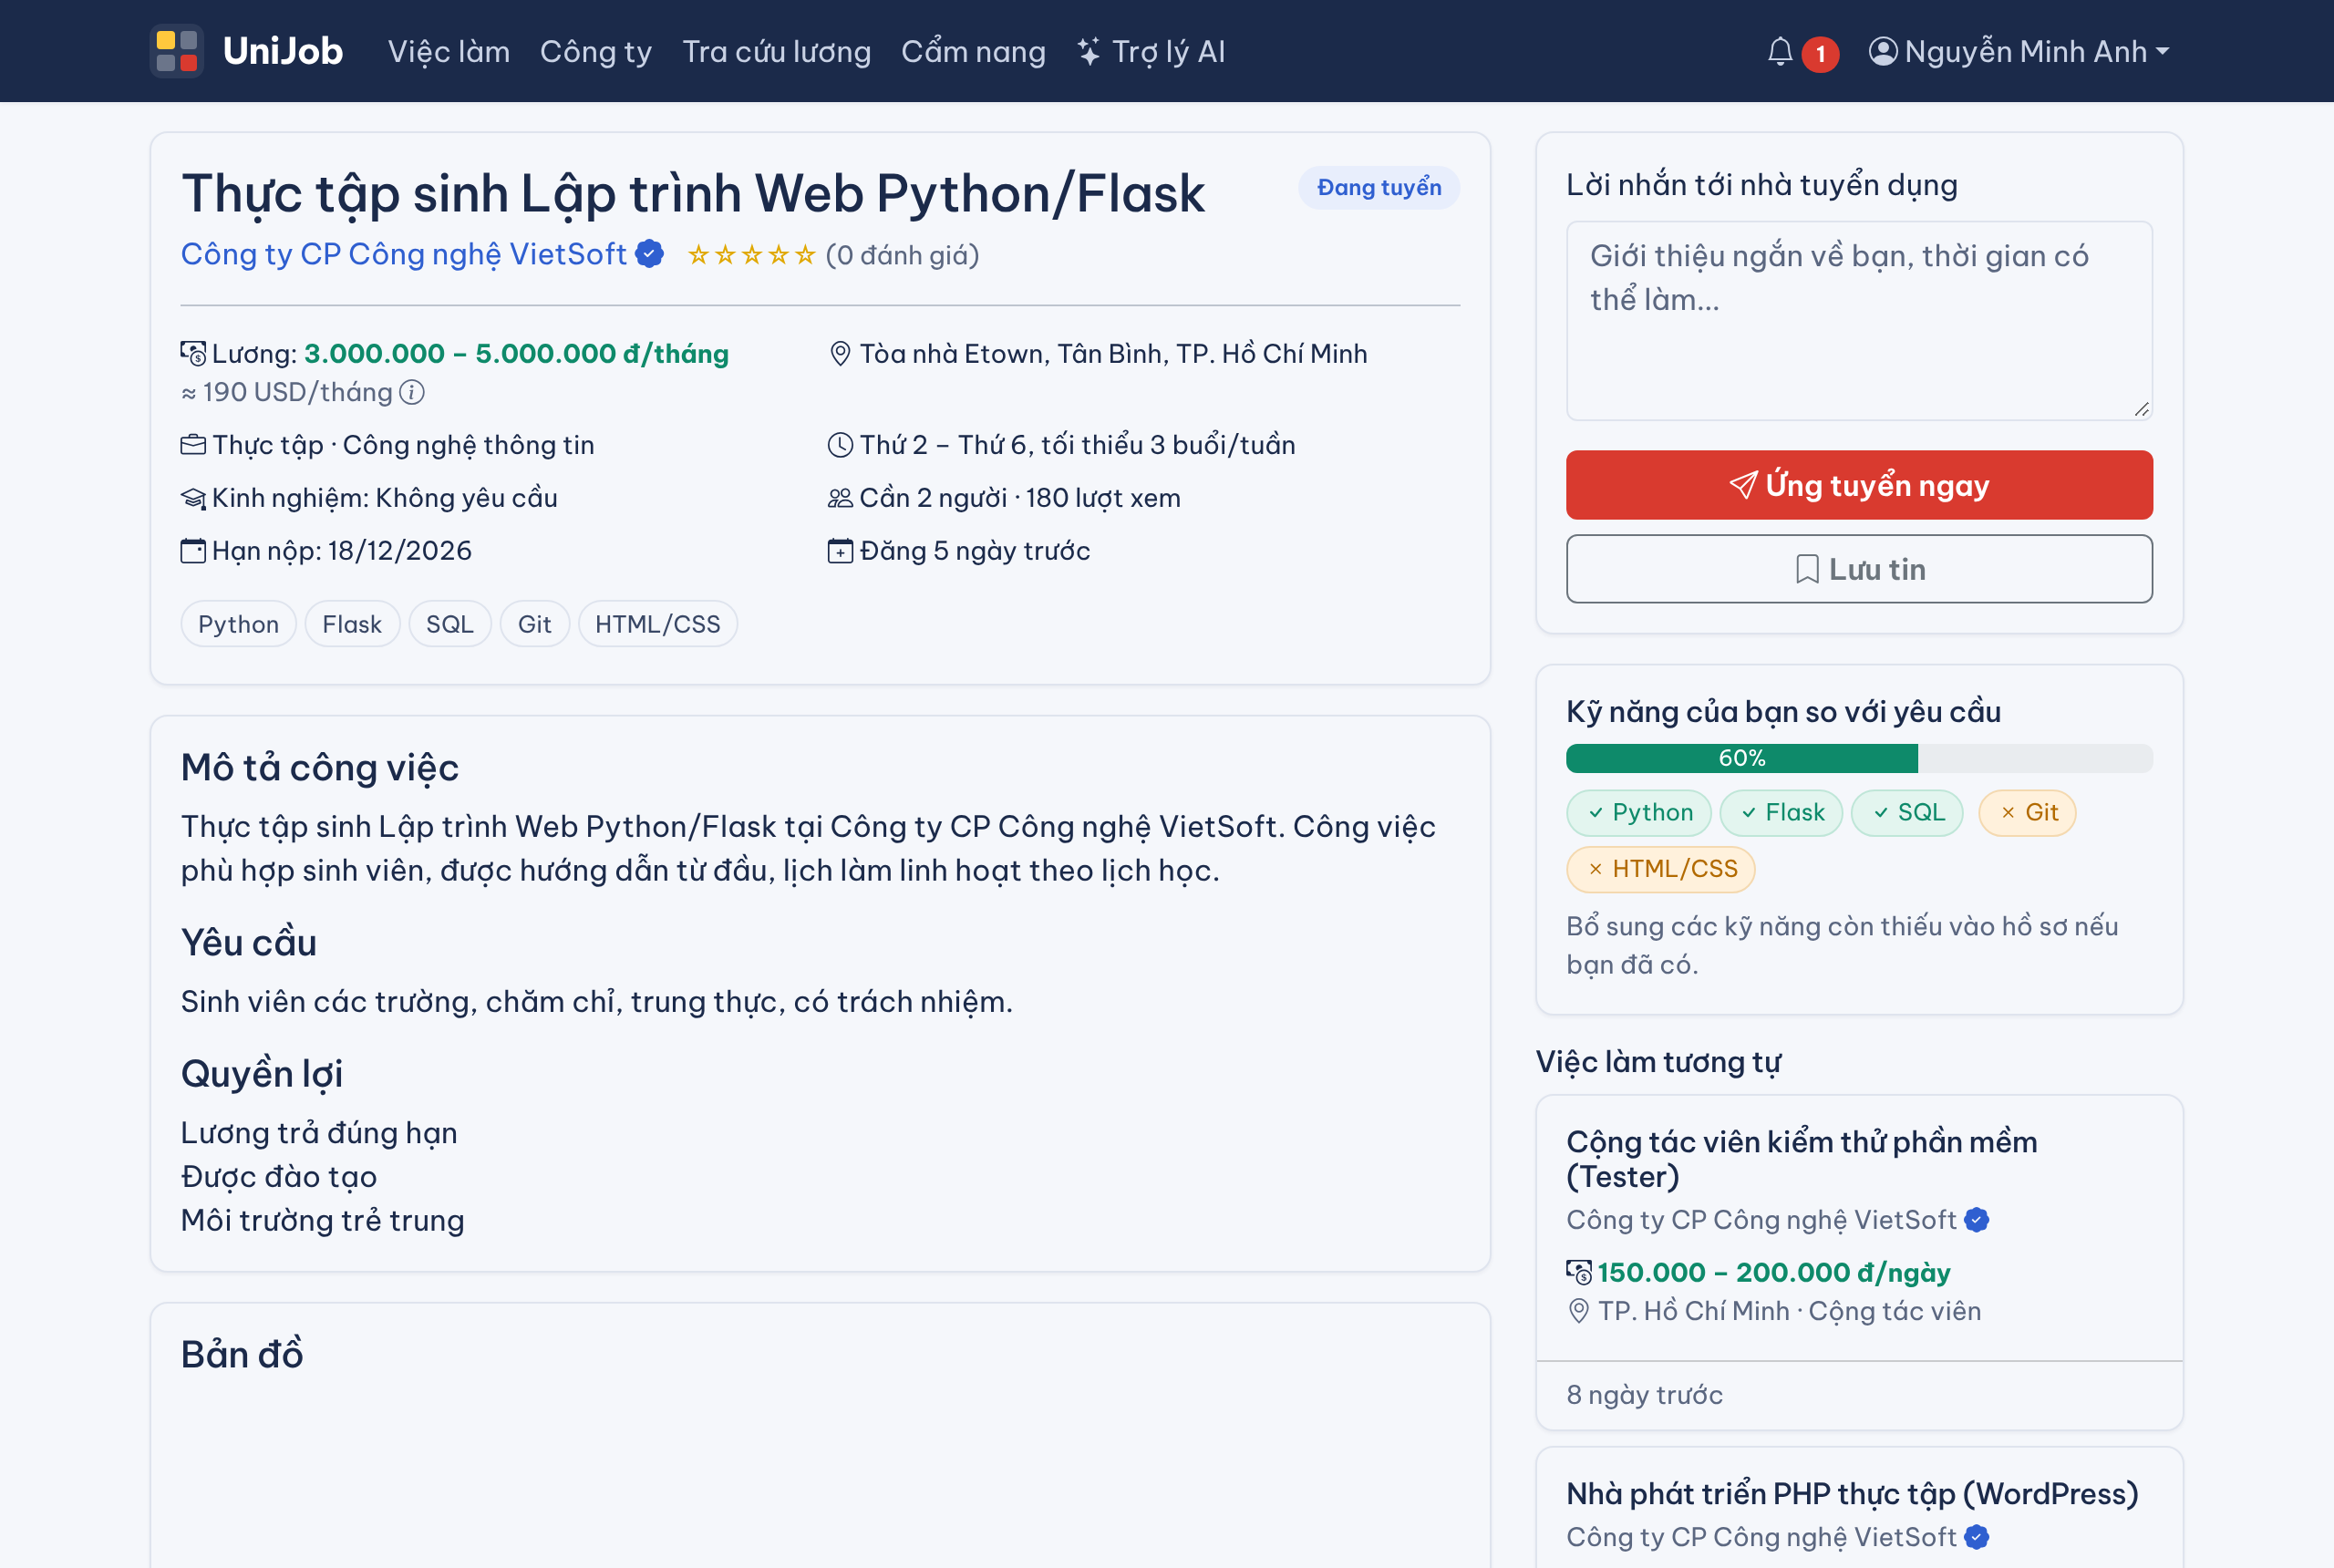 UniJob
Việc làm
Công ty
Tra cứu lương
Cẩm nang
Trợ lý AI
1
Nguyễn Minh Anh
Thực tập sinh Lập trình Web Python/Flask
Đang tuyển
Công ty CP Công nghệ VietSoft
(0 đánh giá)
Lương: 3.000.000 – 5.000.000 đ/tháng
≈ 190 USD/tháng
Tòa nhà Etown, Tân Bình, TP. Hồ Chí Minh
Thực tập · Công nghệ thông tin
Thứ 2 – Thứ 6, tối thiểu 3 buổi/tuần
Kinh nghiệm: Không yêu cầu
Cần 2 người · 180 lượt xem
Hạn nộp: 18/12/2026
Đăng 5 ngày trước
Python
Flask
SQL
Git
HTML/CSS
Mô tả công việc
Thực tập sinh Lập trình Web Python/Flask tại Công ty CP Công nghệ VietSoft. Công việc
phù hợp sinh viên, được hướng dẫn từ đầu, lịch làm linh hoạt theo lịch học.
Yêu cầu
Sinh viên các trường, chăm chỉ, trung thực, có trách nhiệm.
Quyền lợi
Lương trả đúng hạn
Được đào tạo
Môi trường trẻ trung
Bản đồ
Lời nhắn tới nhà tuyển dụng
Giới thiệu ngắn về bạn, thời gian có
thể làm...
Ứng tuyển ngay
Lưu tin
Kỹ năng của bạn so với yêu cầu
60%
Python
Flask
SQL
Git
HTML/CSS
Bổ sung các kỹ năng còn thiếu vào hồ sơ nếu
bạn đã có.
Việc làm tương tự
Cộng tác viên kiểm thử phần mềm
(Tester)
Công ty CP Công nghệ VietSoft
150.000 – 200.000 đ/ngày
TP. Hồ Chí Minh · Cộng tác viên
8 ngày trước
Nhà phát triển PHP thực tập (WordPress)
Công ty CP Công nghệ VietSoft